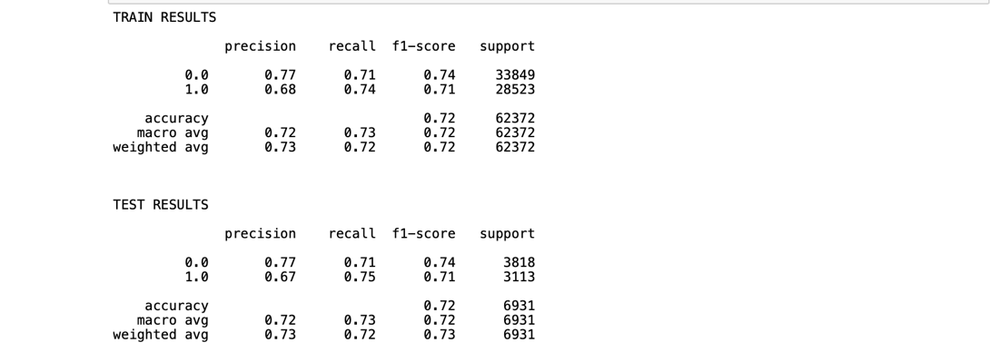 TRAIN RESULTS
precision recall f1-score support
0.0 0.77 0.71 0.74 33849
1.0 0.68 0.74 0.71 28523
accuracy 0.72 62372
macro avg 0.72 0.73 0.72 62372
weighted avg 0.73 0.72 0.72 62372
TEST RESULTS
precision recall f1-score support
0.0 0.77 0.71 0.74 3818
1.0 0.67 0.75 0.71 3113
accuracy 0.72 6931
macro avg 0.72 0.73 0.72 6931
weighted avg 0.73 0.72 0.73 6931